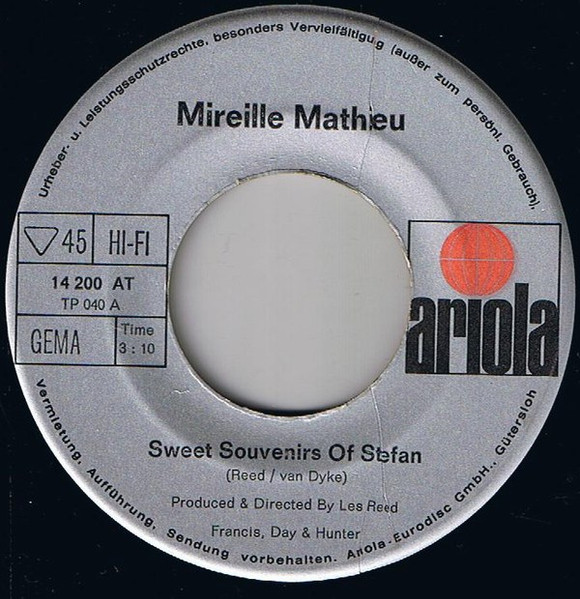 Urheber- u. Leistungsschutzrechte, besonders Vervielfältigug (außer zum persönl. Gebrauch),
Mireille Mathieu
45 HI-FI
14 200 AT
TP 040 A
GEMA
Time
3 : 10
ariola
Sweet Souvenirs Of Stefan
(Reed / van Dyke)
Produced & Directed By Les Reed
Francis, Day & Hunter
Vermietung, Aufführung, Sendung vorbehalten. Ariola-Eurodisc GmbH., Gütersloh